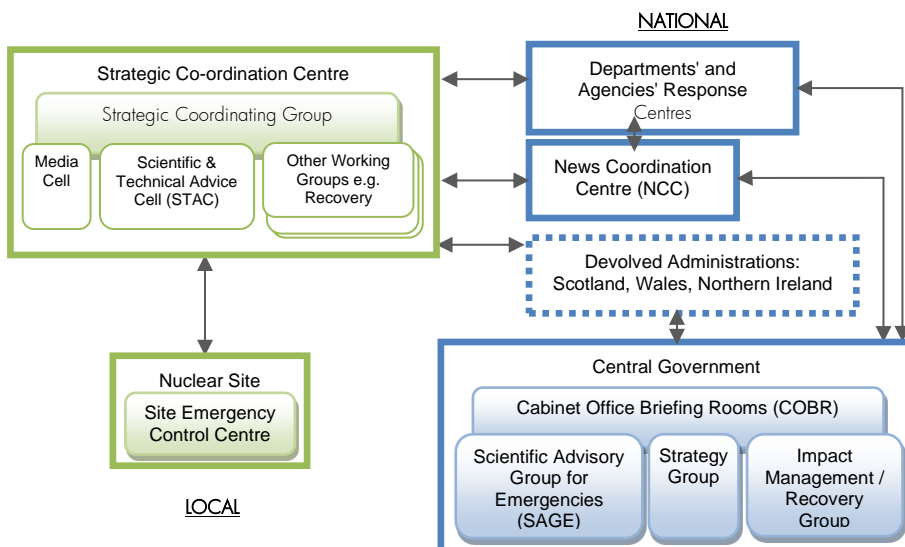 NATIONAL
Strategic Co-ordination Centre
Strategic Coordinating Group
Media
Cell
Scientific &
Technical Advice
Cell (STAC)
Other Working
Groups e.g.
Recovery
Departments' and
Agencies' Response
Centres
News Coordination
Centre (NCC)
Devolved Administrations:
Scotland, Wales, Northern Ireland
Nuclear Site
Site Emergency
Control Centre
LOCAL
Central Government
Cabinet Office Briefing Rooms (COBR)
Scientific Advisory
Group for
Emergencies
(SAGE)
Strategy
Group
Impact
Management /
Recovery
Group